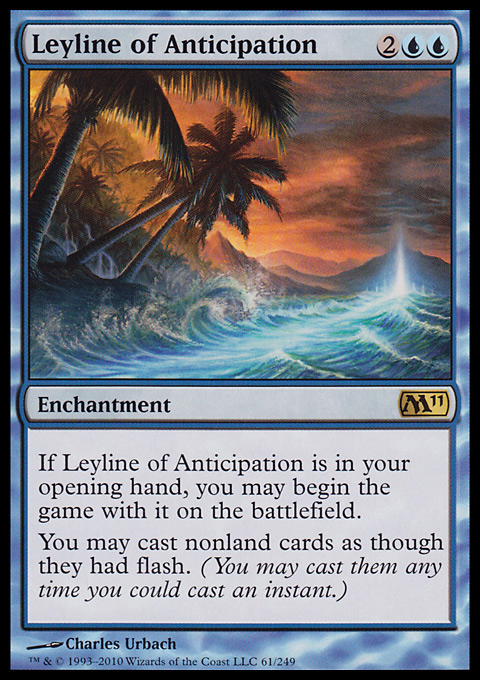 Leyline of Anticipation 2
Enchantment M11
If Leyline of Anticipation is in your
opening hand, you may begin the
game with it on the battlefield.
You may cast nonland cards as though
they had flash. (You may cast them any
time you could cast an instant.)
Charles Urbach
™ & © 1993–2010 Wizards of the Coast LLC 61/249